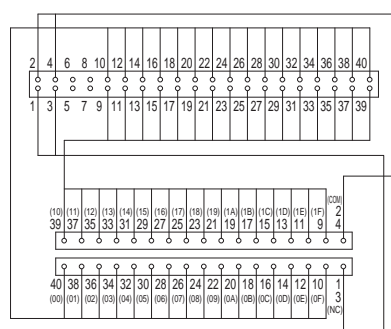 2 4 6 8 10 12 14 16 18 20 22 24 26 28 30 32 34 36 38 40
1 3 5 7 9 11 13 15 17 19 21 23 25 27 29 31 33 35 37 39
(COM)
(10) (11) (12) (13) (14) (15) (16) (17) (18) (19) (1A) (1B) (1C) (1D) (1E) (1F) 2
39 37 35 33 31 29 27 25 23 21 19 17 15 13 11 9 4
40 38 36 34 32 30 28 26 24 22 20 18 16 14 12 10 1
(00) (01) (02) (03) (04) (05) (06) (07) (08) (09) (0A) (0B) (0C) (0D) (0E) (0F) 3
(NC)